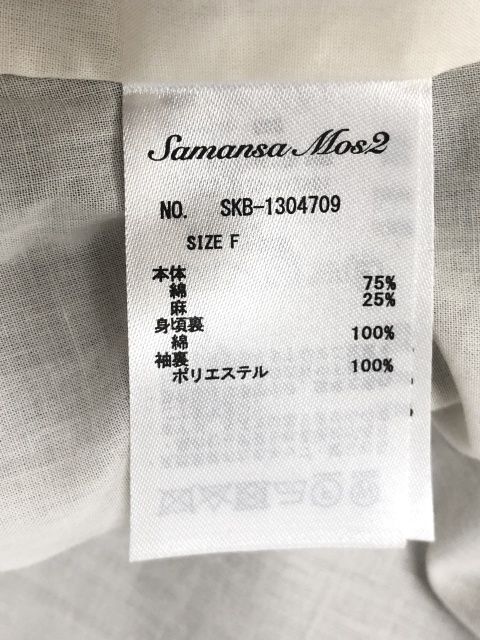 Samansa Mos2
NO. SKB-1304709
SIZE F
本体
綿 75%
麻 25%
身頃裏
綿 100%
袖裏
ポリエステル 100%